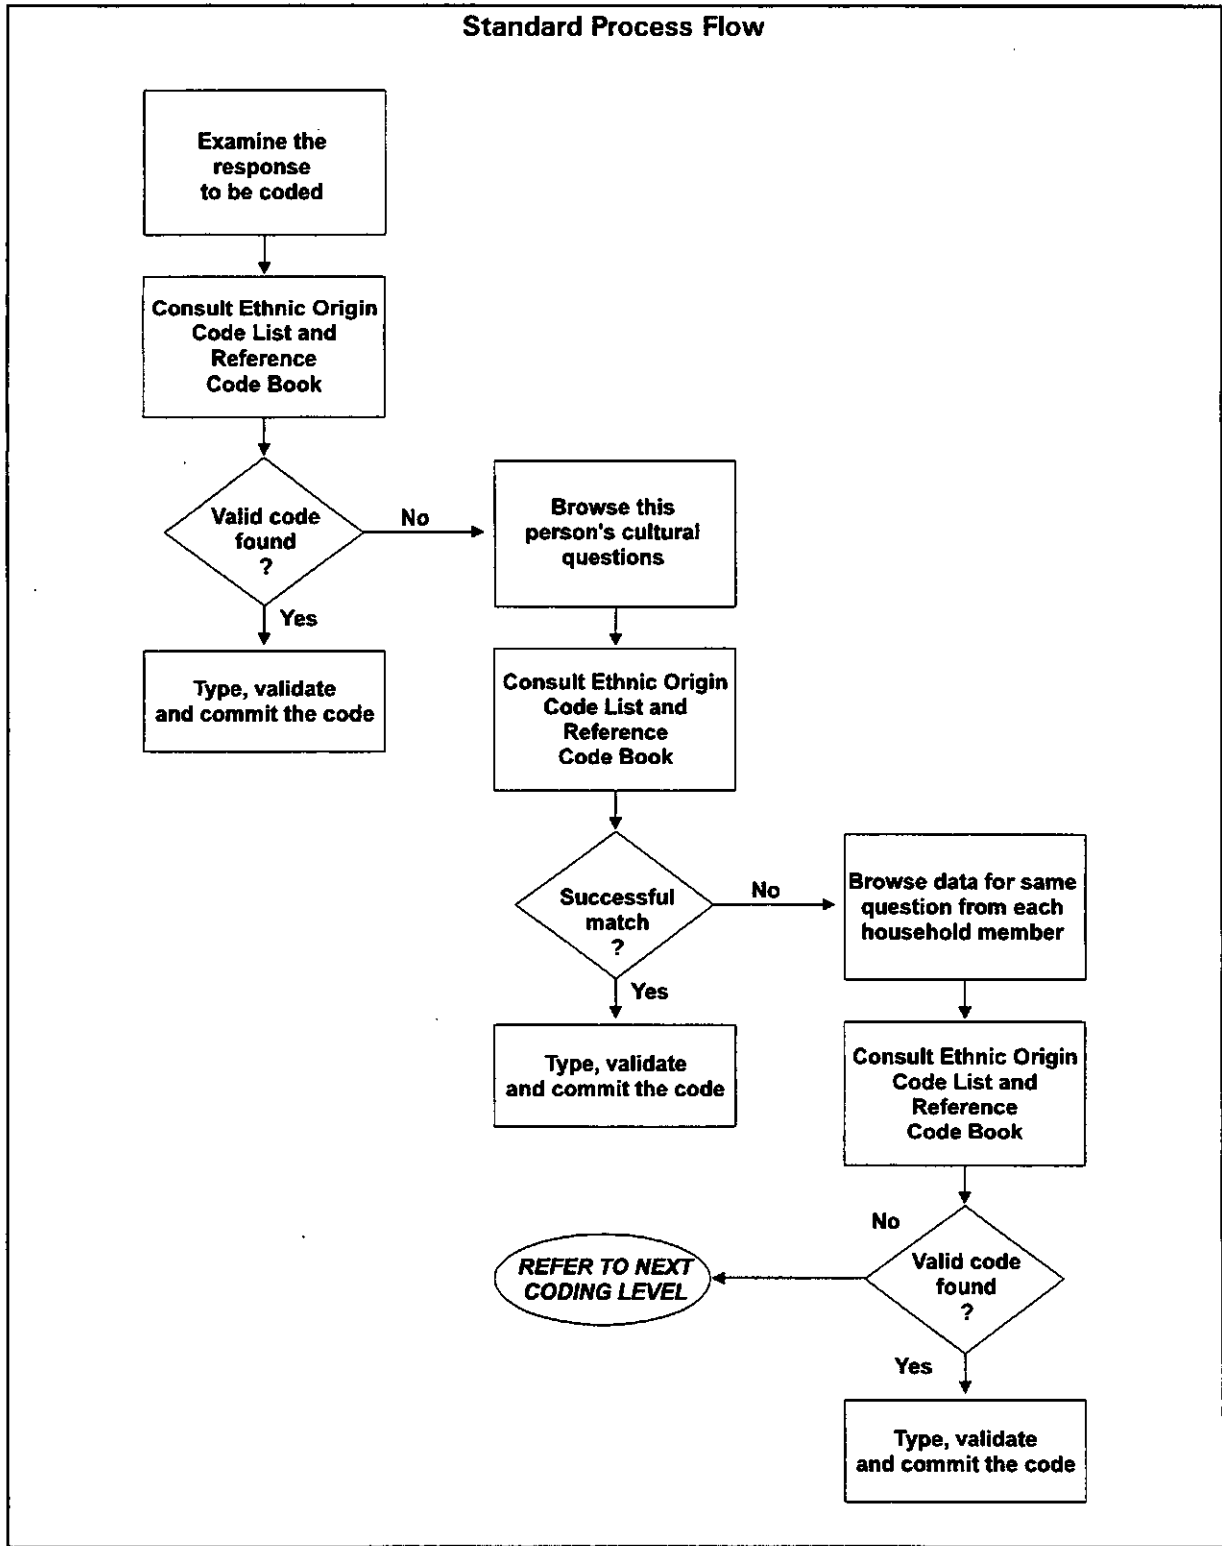 Standard Process Flow
Examine the
response
to be coded
Consult Ethnic Origin
Code List and
Reference
Code Book
Valid code
found
?
No
Yes
Type, validate
and commit the code
Browse this
person's cultural
questions
Consult Ethnic Origin
Code List and
Reference
Code Book
Successful
match
?
No
Yes
Type, validate
and commit the code
Browse data for same
question from each
household member
Consult Ethnic Origin
Code List and
Reference
Code Book
Valid code
found
?
No
REFER TO NEXT
CODING LEVEL
Yes
Type, validate
and commit the code